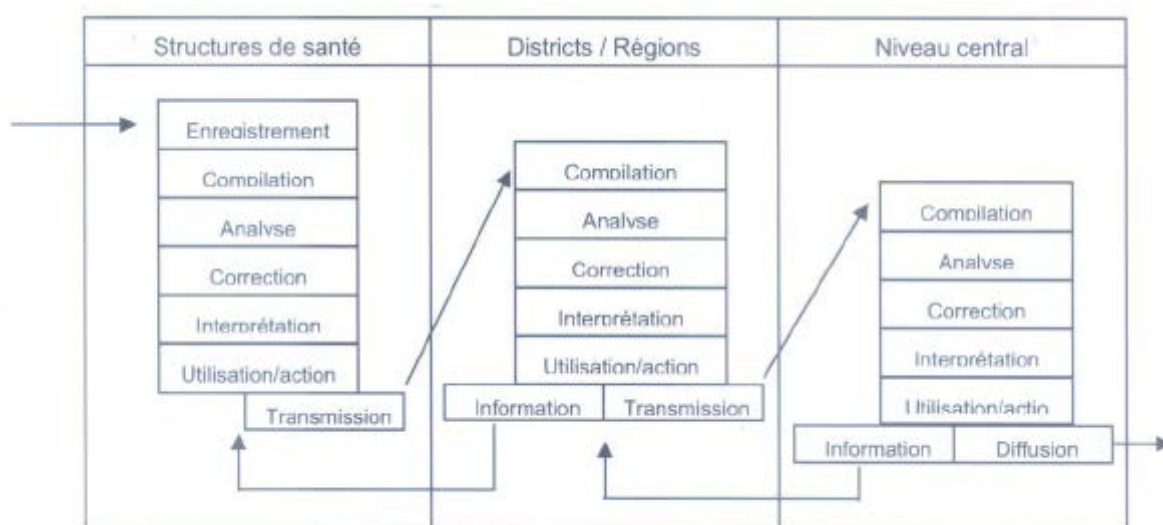 Structures de santé
Districts / Régions
Niveau central
Enregistrement
Compilation
Analyse
Correction
Interprétation
Utilisation/action
Transmission
Compilation
Analyse
Correction
Interprétation
Utilisation/action
Information
Transmission
Compilation
Analyse
Correction
Interprétation
Utilisation/actio
Information
Diffusion